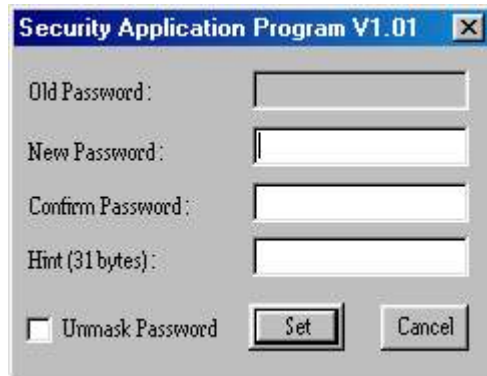 Security Application Program V1.01
Old Password:
New Password:
Confirm Password:
Hint (31 bytes):
Unmask Password Set Cancel